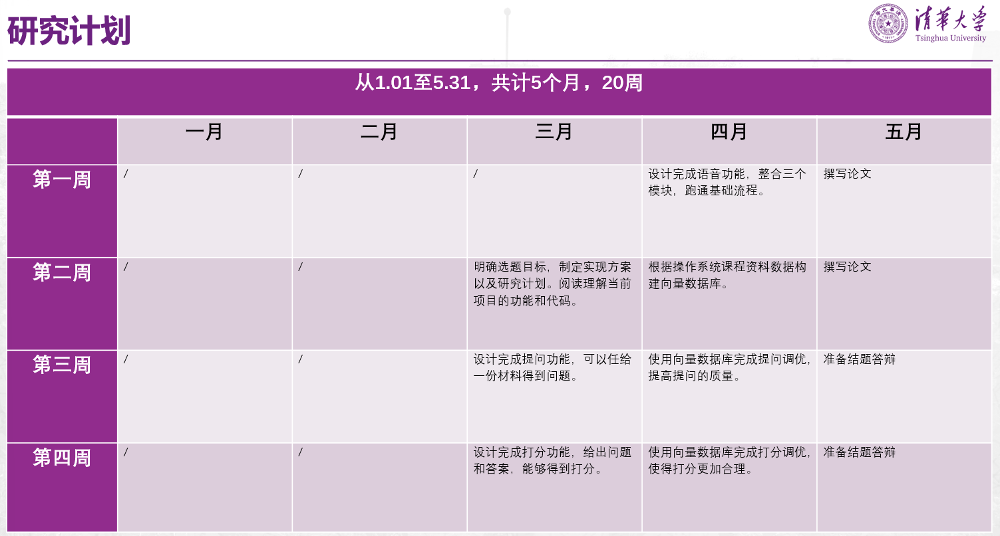 研究计划
清華大学
Tsinghua University
从1.01至5.31，共计5个月，20周
一月
二月
三月
四月
五月
第一周
/
/
/
设计完成语音功能，整合三个
模块，跑通基础流程。
撰写论文
第二周
/
/
明确选题目标，制定实现方案
以及研究计划。阅读理解当前
项目的功能和代码。
根据操作系统课程资料数据构
建向量数据库。
撰写论文
第三周
/
/
设计完成提问功能，可以任给
一份材料得到问题。
使用向量数据库完成提问调优，
提高提问的质量。
准备结题答辩
第四周
/
/
设计完成打分功能，给出问题
和答案，能够得到打分。
使用向量数据库完成打分调优，
使得打分更加合理。
准备结题答辩